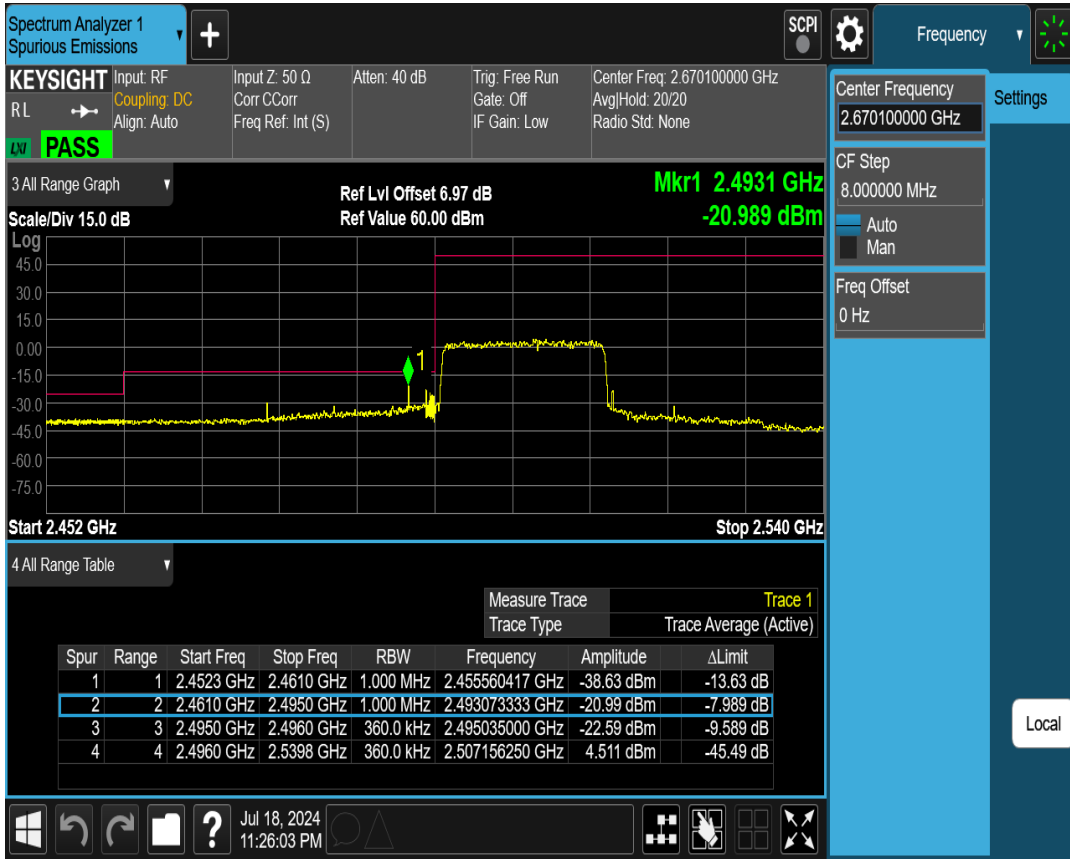 Spectrum Analyzer 1
Spurious Emissions
+
SCPI
Frequency
KEYSIGHT
RL
LXI
PASS
Input: RF
Coupling: DC
Align: Auto
Input Z: 50 Ω
Corr CCorr
Freq Ref: Int (S)
Atten: 40 dB
Trig: Free Run
Gate: Off
IF Gain: Low
Center Freq: 2.670100000 GHz
Avg|Hold: 20/20
Radio Std: None
Center Frequency
2.670100000 GHz
Settings
CF Step
8.000000 MHz
Auto
Man
Freq Offset
0 Hz
3 All Range Graph
Scale/Div 15.0 dB
Ref Lvl Offset 6.97 dB
Ref Value 60.00 dBm
Mkr1 2.4931 GHz
-20.989 dBm
Log
45.0
30.0
15.0
0.00
-15.0
-30.0
-45.0
-60.0
-75.0
1
Start 2.452 GHz
Stop 2.540 GHz
4 All Range Table
Measure Trace Trace 1
Trace Type Trace Average (Active)
Spur Range Start Freq Stop Freq RBW Frequency Amplitude ΔLimit
1 1 2.4523 GHz 2.4610 GHz 1.000 MHz 2.455560417 GHz -38.63 dBm -13.63 dB
2 2 2.4610 GHz 2.4950 GHz 1.000 MHz 2.493073333 GHz -20.99 dBm -7.989 dB
3 3 2.4950 GHz 2.4960 GHz 360.0 kHz 2.495035000 GHz -22.59 dBm -9.589 dB
4 4 2.4960 GHz 2.5398 GHz 360.0 kHz 2.507156250 GHz 4.511 dBm -45.49 dB
Local
?
Jul 18, 2024
11:26:03 PM